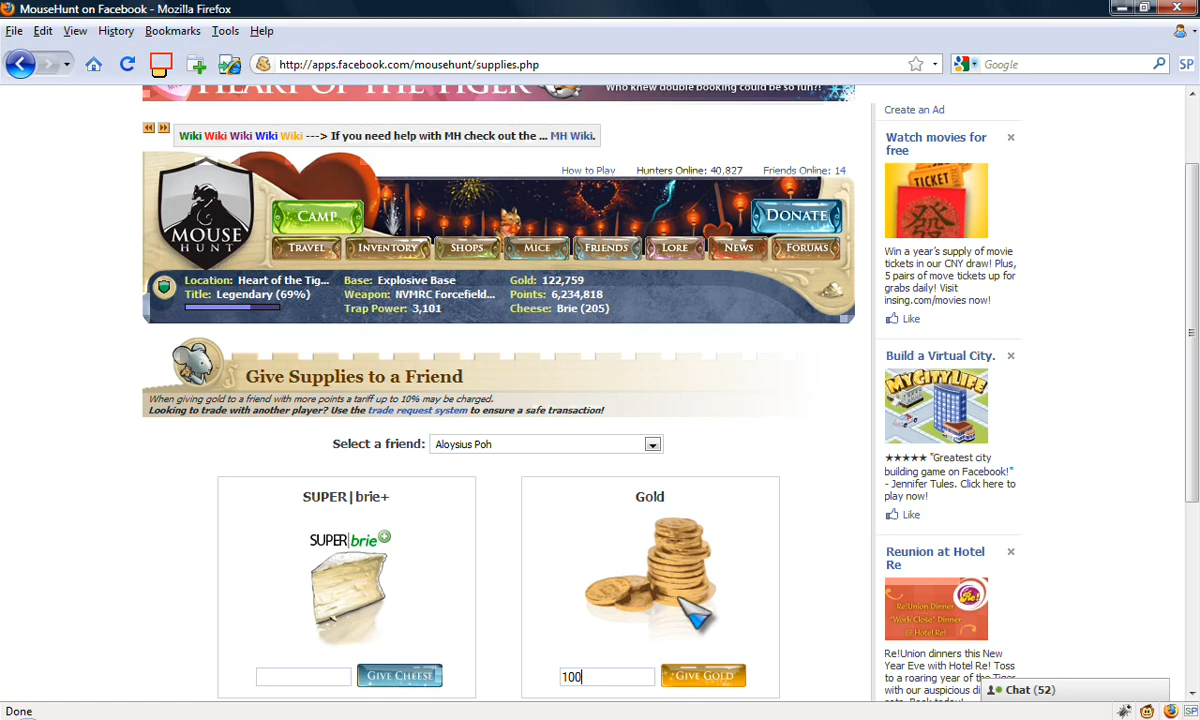 MouseHunt on Facebook - Mozilla Firefox
File Edit View History Bookmarks Tools Help
http://apps.facebook.com/mousehunt/supplies.php
Google
SP
HEART OF THE TIGER
Who knew double booking could be so fun!?
Create an Ad
Wiki Wiki Wiki Wiki Wiki ---> If you need help with MH check out the ... MH Wiki.
How to Play Hunters Online: 40,827 Friends Online: 14
MOUSE HUNT
CAMP
DONATE
TRAVEL INVENTORY SHOPS MICE FRIENDS LORE NEWS FORUMS
Location: Heart of the Tig... Base: Explosive Base Gold: 122,759
Title: Legendary (69%) Weapon: NVMRC Forcefield... Points: 6,234,818
Trap Power: 3,101 Cheese: Brie (205)
Give Supplies to a Friend
When giving gold to a friend with more points a tariff up to 10% may be charged.
Looking to trade with another player? Use the trade request system to ensure a safe transaction!
Select a friend: Aloysius Poh
SUPER|brie+
SUPER|brie
GIVE CHEESE
Gold
100
GIVE GOLD
Watch movies for
free
TICKET
Win a year's supply of movie
tickets in our CNY draw! Plus,
5 pairs of move tickets up for
grabs daily! Visit
insing.com/movies now!
Like
Build a Virtual City.
MYCITYLIFE
★★★★★ "Greatest city
building game on Facebook!"
- Jennifer Tules. Click here to
play now!
Like
Reunion at Hotel
Re
Re!
Re!Union Dinner
"Work Close" Dinner
@ Hotel Re!
Re!Union dinners this New
Year Eve with Hotel Re! Toss
to a roaring year of the Tiger
with our auspicious di
Chat (52)
Done
SP